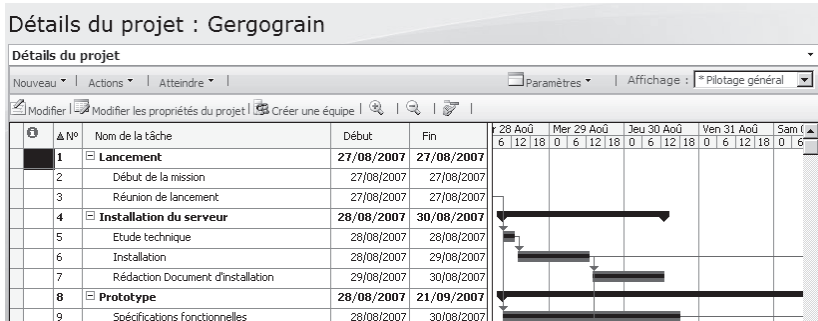 Détails du projet : Gergograin
Détails du projet
Nouveau | Actions | Atteindre | Paramètres | Affichage : * Pilotage général
Modifier | Modifier les propriétés du projet | Créer une équipe
Nº Nom de la tâche Début Fin r 28 Aoû Mer 29 Aoû Jeu 30 Aoû Ven 31 Aoû Sam (
6 12 18 0 6 12 18 0 6 12 18 0 6 12 18 0 6
1 Lancement 27/08/2007 27/08/2007
2 Début de la mission 27/08/2007 27/08/2007
3 Réunion de lancement 27/08/2007 27/08/2007
4 Installation du serveur 28/08/2007 30/08/2007
5 Etude technique 28/08/2007 28/08/2007
6 Installation 28/08/2007 29/08/2007
7 Rédaction Document d'installation 29/08/2007 30/08/2007
8 Prototype 28/08/2007 21/09/2007
9 Spécifications fonctionnelles 28/08/2007 30/08/2007